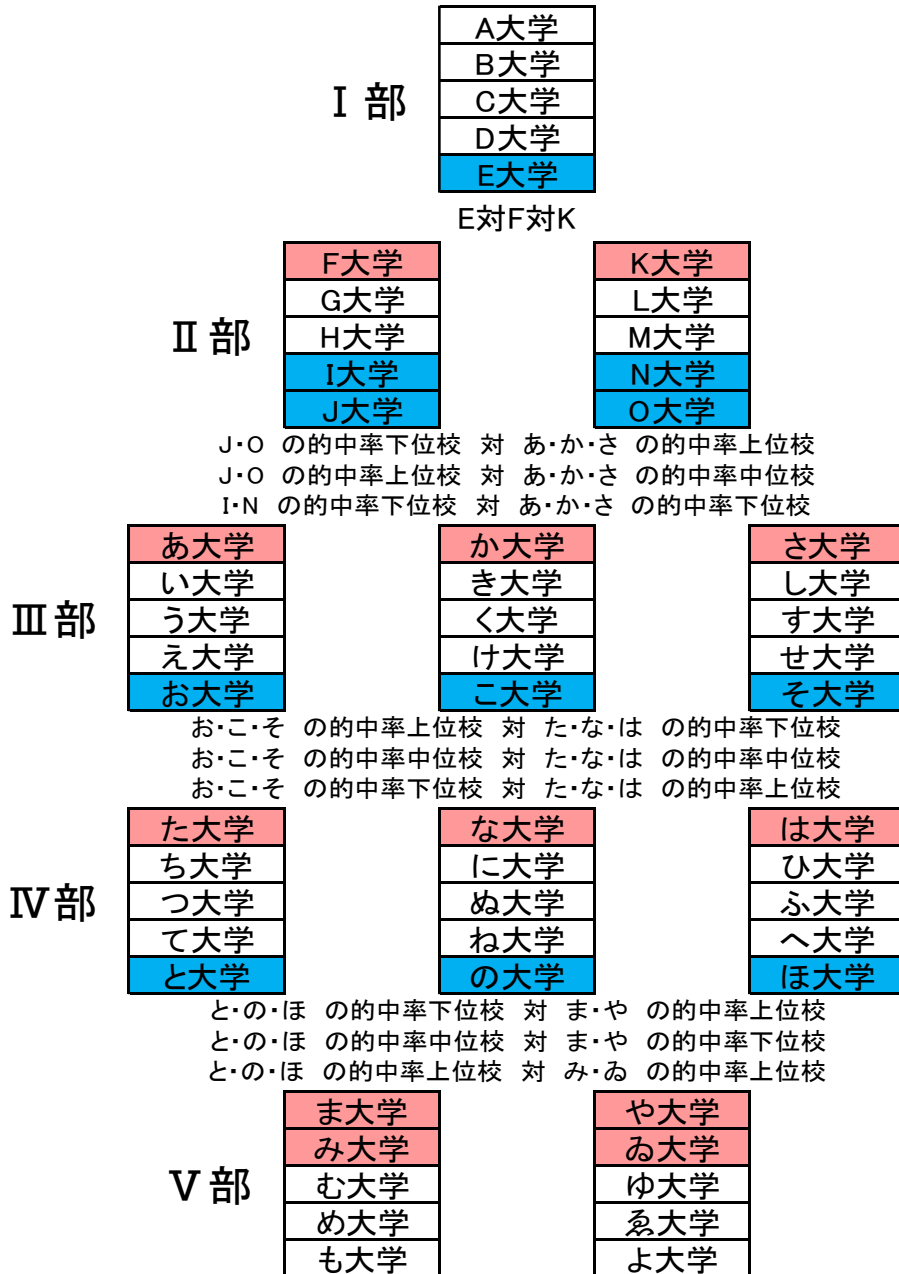 A大学
B大学
Ⅰ部
C大学
D大学
E大学
E対F対K
F大学 K大学
G大学 L大学
Ⅱ部 H大学 M大学
I大学 N大学
J大学 O大学
J・O の的中率下位校 対 あ・か・さ の的中率上位校
J・O の的中率上位校 対 あ・か・さ の的中率中位校
I・N の的中率下位校 対 あ・か・さ の的中率下位校
あ大学 か大学 さ大学
い大学 き大学 し大学
Ⅲ部 う大学 く大学 す大学
え大学 け大学 せ大学
お大学 こ大学 そ大学
お・こ・そ の的中率上位校 対 た・な・は の的中率下位校
お・こ・そ の的中率中位校 対 た・な・は の的中率中位校
お・こ・そ の的中率下位校 対 た・な・は の的中率上位校
た大学 な大学 は大学
ち大学 に大学 ひ大学
Ⅳ部 つ大学 ぬ大学 ふ大学
て大学 ね大学 へ大学
と大学 の大学 ほ大学
と・の・ほ の的中率下位校 対 ま・や の的中率上位校
と・の・ほ の的中率中位校 対 ま・や の的中率下位校
と・の・ほ の的中率上位校 対 み・ゐ の的中率上位校
ま大学 や大学
み大学 ゐ大学
Ⅴ部 む大学 ゆ大学
め大学 ゑ大学
も大学 よ大学